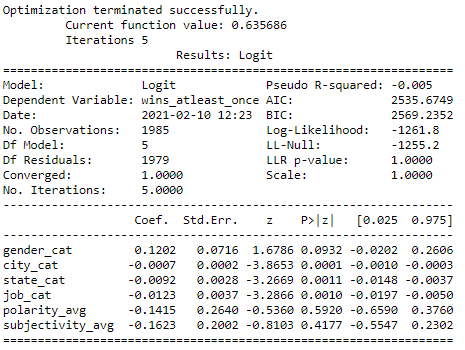 Optimization terminated successfully.
Current function value: 0.635686
Iterations 5
Results: Logit
=================================================================
Model: Logit Pseudo R-squared: -0.005
Dependent Variable: wins_atleast_once AIC: 2535.6749
Date: 2021-02-10 12:23 BIC: 2569.2352
No. Observations: 1985 Log-Likelihood: -1261.8
Df Model: 5 LL-Null: -1255.2
Df Residuals: 1979 LLR p-value: 1.0000
Converged: 1.0000 Scale: 1.0000
No. Iterations: 5.0000
-----------------------------------------------------------------
Coef. Std.Err. z P>|z| [0.025 0.975]
-----------------------------------------------------------------
gender_cat 0.1202 0.0716 1.6786 0.0932 -0.0202 0.2606
city_cat -0.0007 0.0002 -3.8653 0.0001 -0.0010 -0.0003
state_cat -0.0092 0.0028 -3.2669 0.0011 -0.0148 -0.0037
job_cat -0.0123 0.0037 -3.2866 0.0010 -0.0197 -0.0050
polarity_avg -0.1415 0.2640 -0.5360 0.5920 -0.6590 0.3760
subjectivity_avg -0.1623 0.2002 -0.8103 0.4177 -0.5547 0.2302
=================================================================